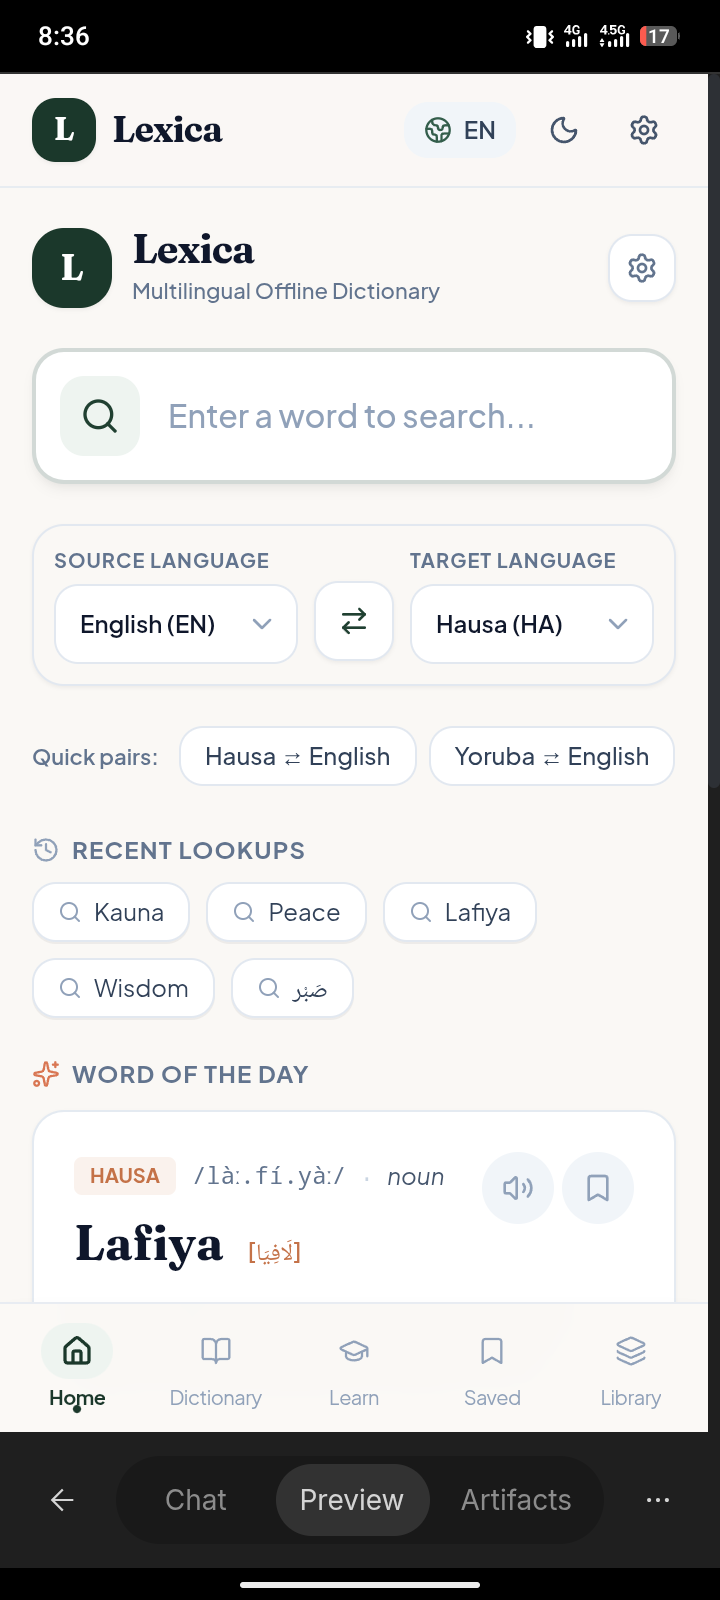 8:36
4G 4.5G 17
L Lexica EN
L Lexica
Multilingual Offline Dictionary
Enter a word to search...
SOURCE LANGUAGE TARGET LANGUAGE
English (EN) Hausa (HA)
Quick pairs: Hausa ⇄ English Yoruba ⇄ English
RECENT LOOKUPS
Kauna Peace Lafiya
Wisdom صَبْر
WORD OF THE DAY
HAUSA /làː.fí.yàː/ · noun
Lafiya [لَافِيَا]
Home Dictionary Learn Saved Library
Chat Preview Artifacts